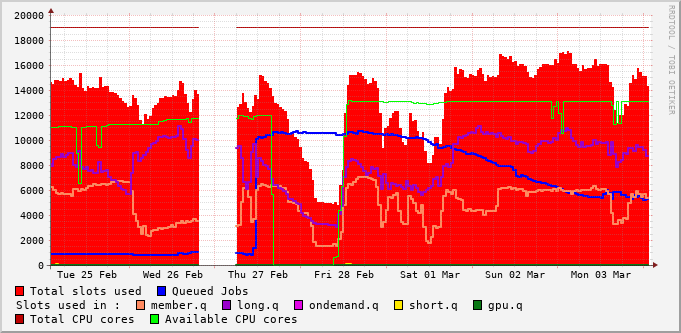 20000
18000
16000
14000
12000
10000
8000
6000
4000
2000
0
Tue 25 Feb Wed 26 Feb Thu 27 Feb Fri 28 Feb Sat 01 Mar Sun 02 Mar Mon 03 Mar
Total slots used Queued Jobs
Slots used in : member.q long.q ondemand.q short.q gpu.q
Total CPU cores Available CPU cores
RRDTOOL / TOBI OETIKER